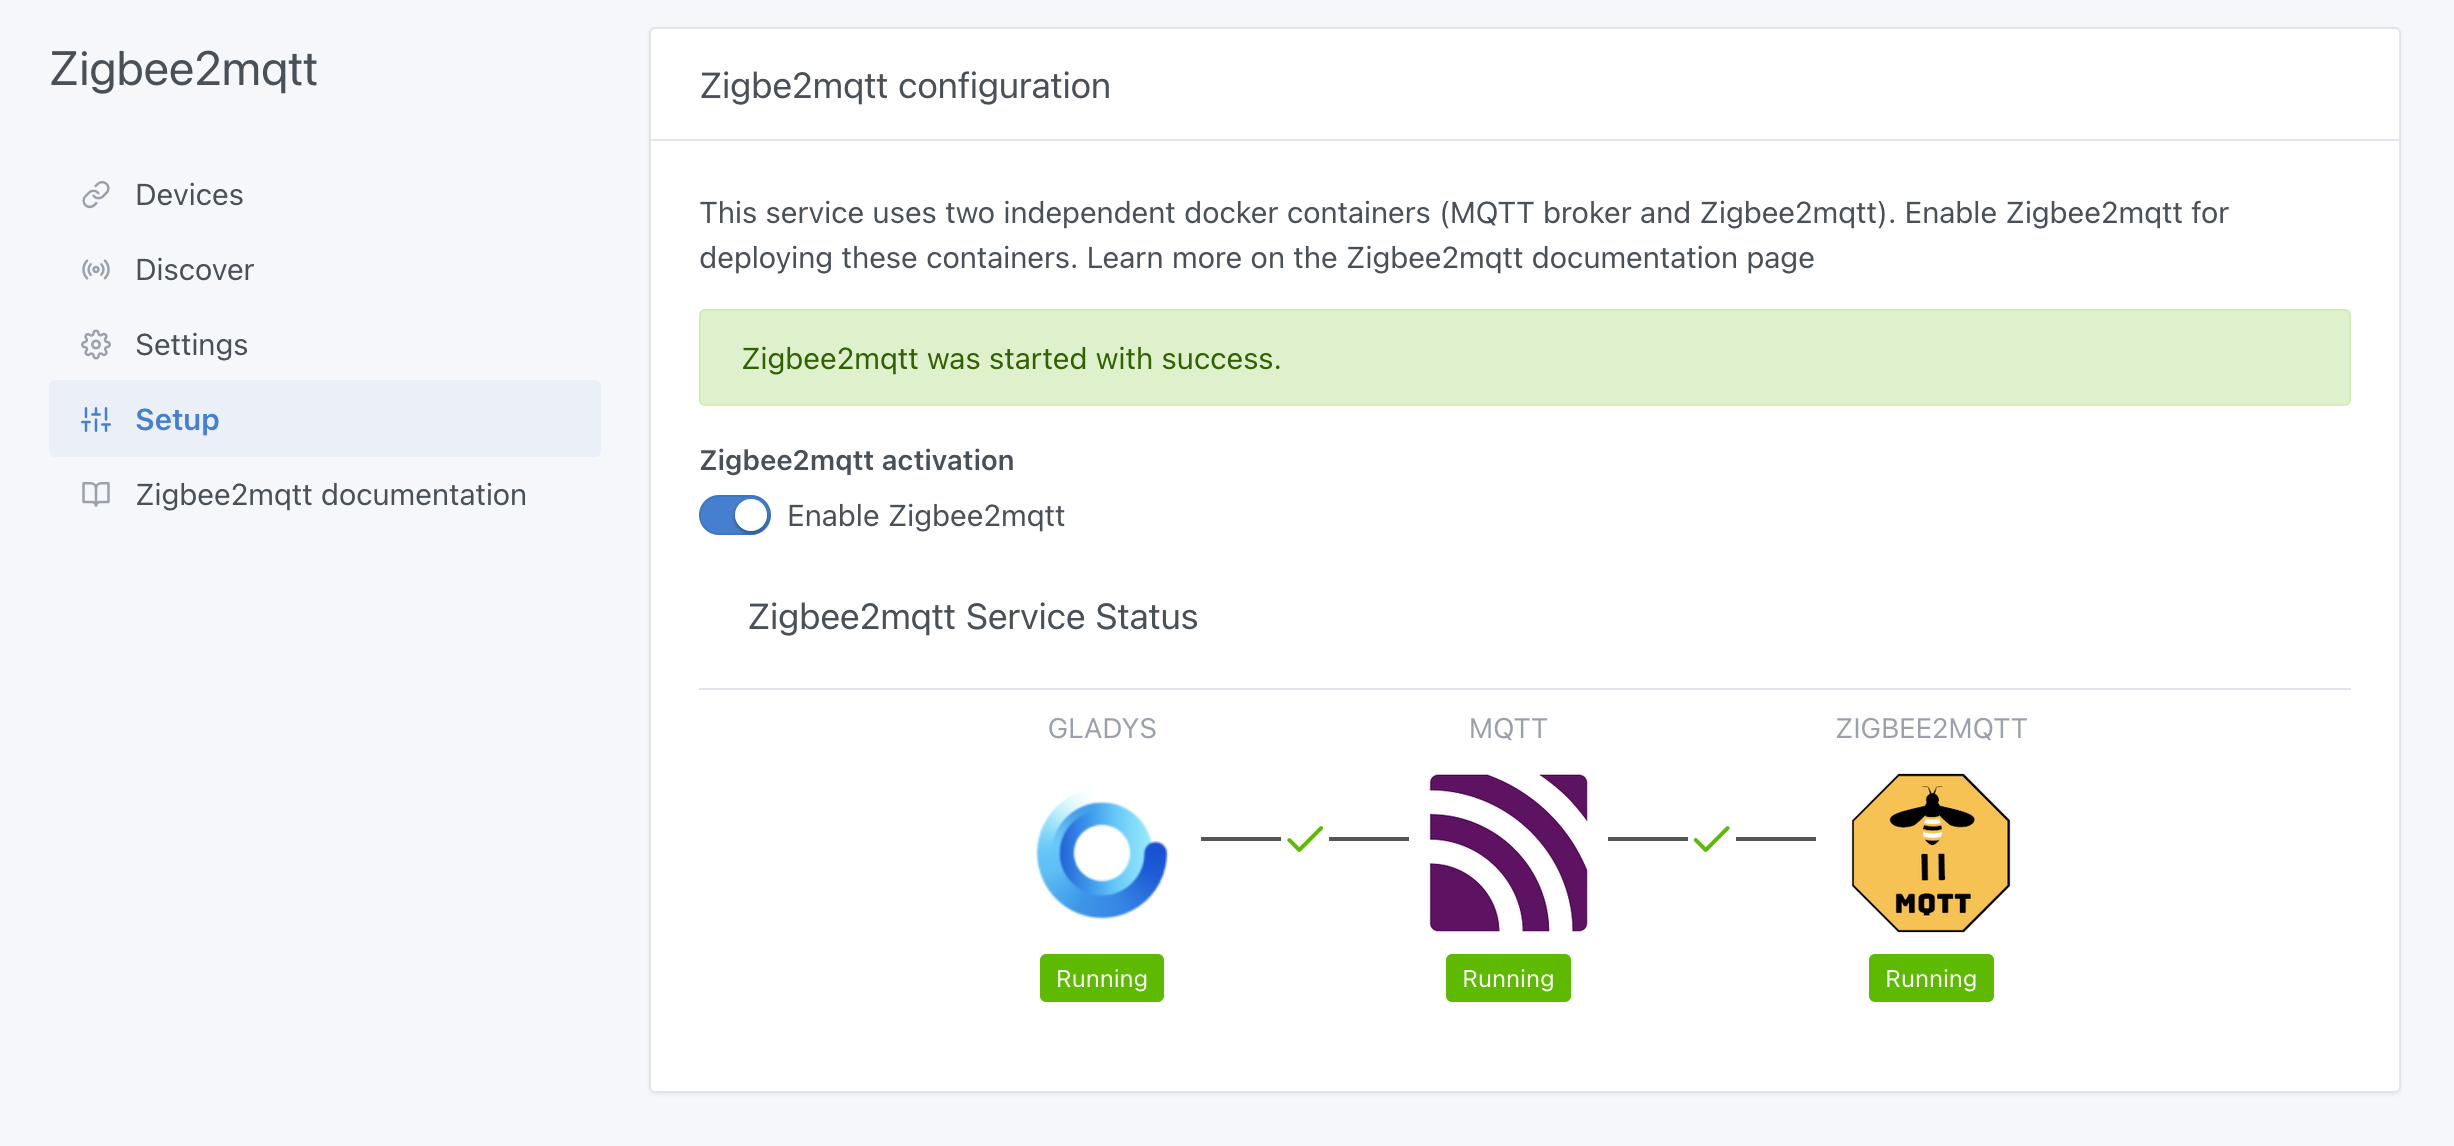 Zigbee2mqtt
Devices
Discover
Settings
Setup
Zigbee2mqtt documentation
Zigbe2mqtt configuration
This service uses two independent docker containers (MQTT broker and Zigbee2mqtt). Enable Zigbee2mqtt for
deploying these containers. Learn more on the Zigbee2mqtt documentation page
Zigbee2mqtt was started with success.
Zigbee2mqtt activation
Enable Zigbee2mqtt
Zigbee2mqtt Service Status
GLADYS MQTT ZIGBEE2MQTT
MQTT
Running Running Running